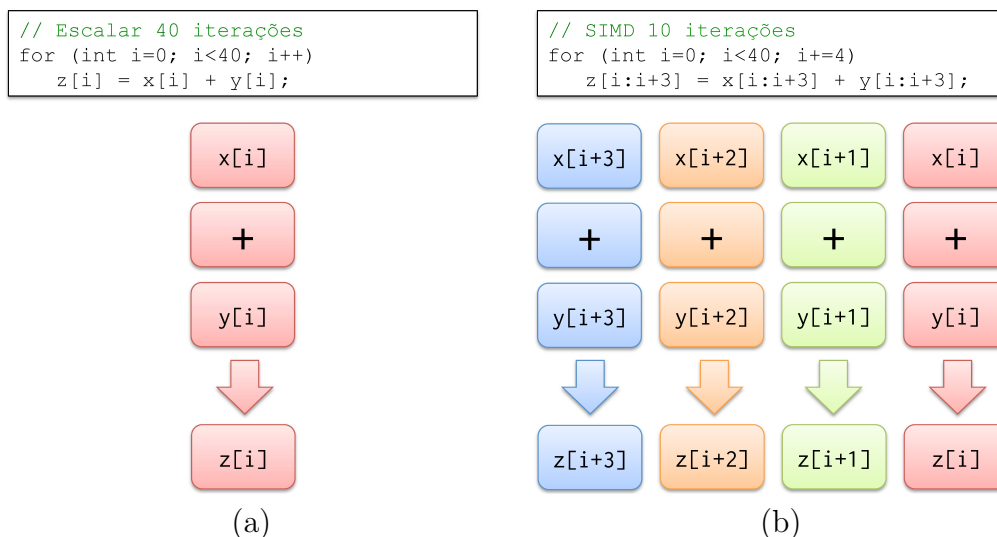 // Escalar 40 iterações
for (int i=0; i<40; i++)
z[i] = x[i] + y[i];
x[i]
+
y[i]
z[i]
(a)
// SIMD 10 iterações
for (int i=0; i<40; i+=4)
z[i:i+3] = x[i:i+3] + y[i:i+3];
x[i+3] x[i+2] x[i+1] x[i]
+ + + +
y[i+3] y[i+2] y[i+1] y[i]
z[i+3] z[i+2] z[i+1] z[i]
(b)